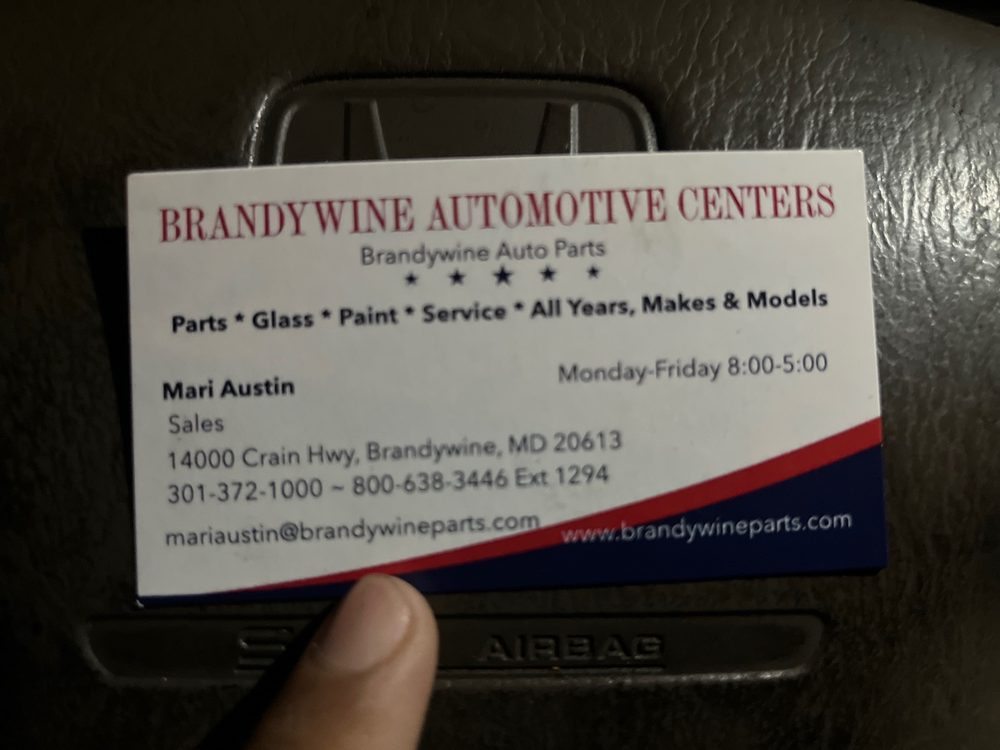 BRANDYWINE AUTOMOTIVE CENTERS
Brandywine Auto Parts
Parts * Glass * Paint * Service * All Years, Makes & Models
Mari Austin
Monday-Friday 8:00-5:00
Sales
14000 Crain Hwy, Brandywine, MD 20613
301-372-1000 ~ 800-638-3446 Ext 1294
mariaustin@brandywineparts.com
www.brandywineparts.com
AIRBAG